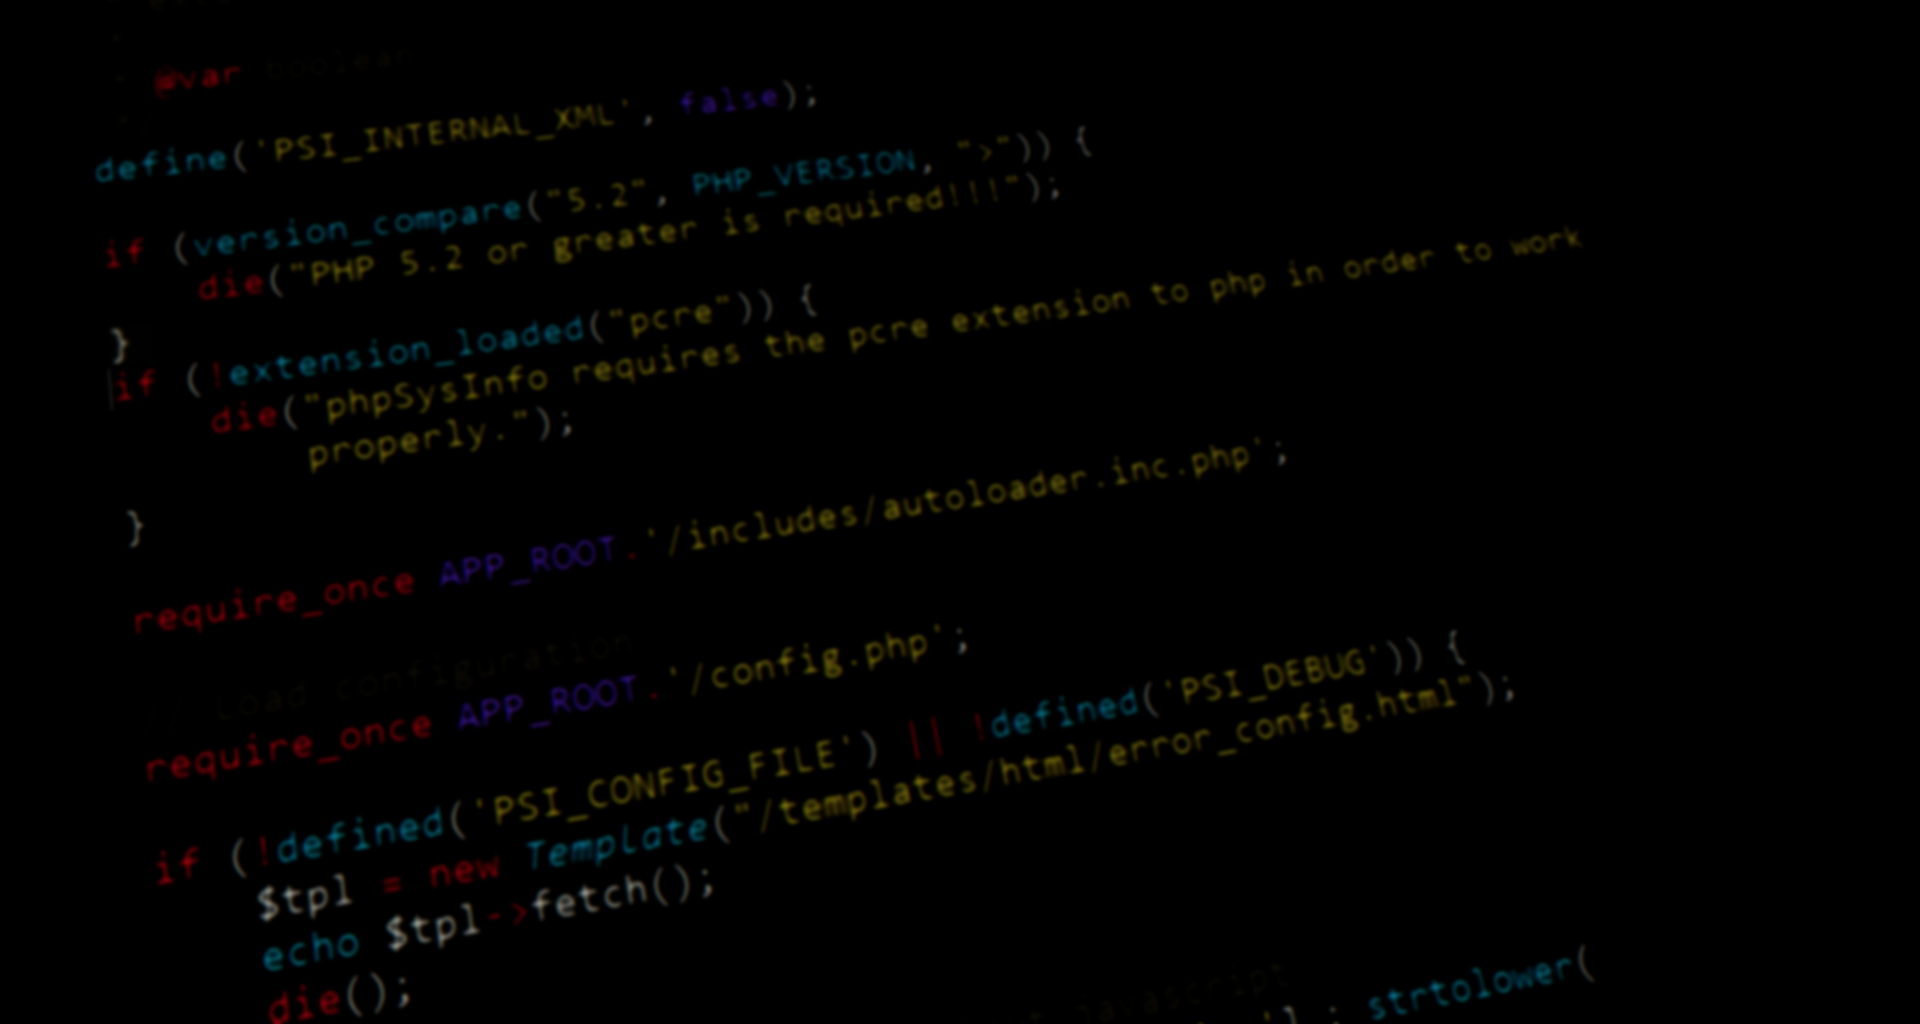 * @var boolean
define('PSI_INTERNAL_XML', false);
if (version_compare("5.2", PHP_VERSION, ">")) {
die("PHP 5.2 or greater is required!!!");
}
if (!extension_loaded("pcre")) {
die("phpSysInfo requires the pcre extension to php in order to work
properly.");
}
require_once APP_ROOT.'/includes/autoloader.inc.php';
// Load configuration
require_once APP_ROOT.'/config.php';
if (!defined('PSI_CONFIG_FILE') || !defined('PSI_DEBUG')) {
$tpl = new Template("/templates/html/error_config.html");
echo $tpl->fetch();
die();
javascript
strtolower(